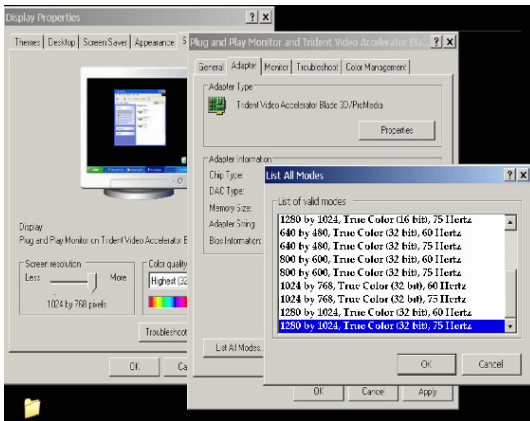 Display Properties
Themes
Desktop
Screen Saver
Appearance
S
Display
Plug and Play Monitor on Trident Video Accelerator B
Screen resolution
Less
More
1024 by 768 pixels
Color quality
Highest (32
Troubleshoot
OK
Ca
Plug and Play Monitor and Trident Video Accelerator Bla
General
Adapter
Monitor
Troubleshoot
Color Management
Adapter Type
Trident Video Accelerator Blade 3D/ProMedia
Properties
Adapter Information
Chip Type:
DAC Type:
Memory Size:
Adapter String
Bios Information:
List All Modes.
OK
Cancel
Apply
List All Modes
List of valid modes
1280 by 1024, True Color (16 bit), 75 Hertz
640 by 480, True Color (32 bit), 60 Hertz
640 by 480, True Color (32 bit), 75 Hertz
800 by 600, True Color (32 bit), 60 Hertz
800 by 600, True Color (32 bit), 75 Hertz
1024 by 768, True Color (32 bit), 60 Hertz
1024 by 768, True Color (32 bit), 75 Hertz
1280 by 1024, True Color (32 bit), 60 Hertz
1280 by 1024, True Color (32 bit), 75 Hertz
OK
Cancel